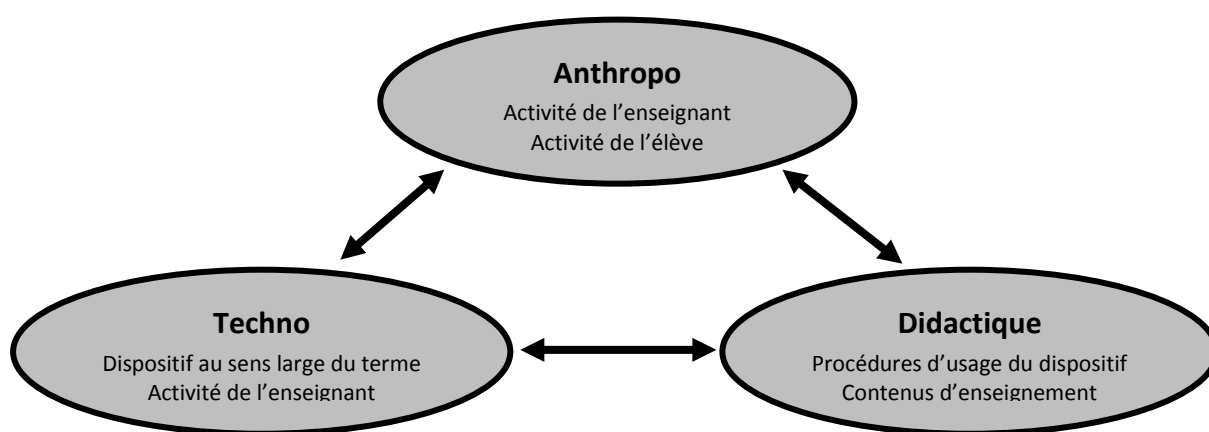 Anthropo
Activité de l’enseignant
Activité de l’élève
Techno
Dispositif au sens large du terme
Activité de l’enseignant
Didactique
Procédures d’usage du dispositif
Contenus d’enseignement